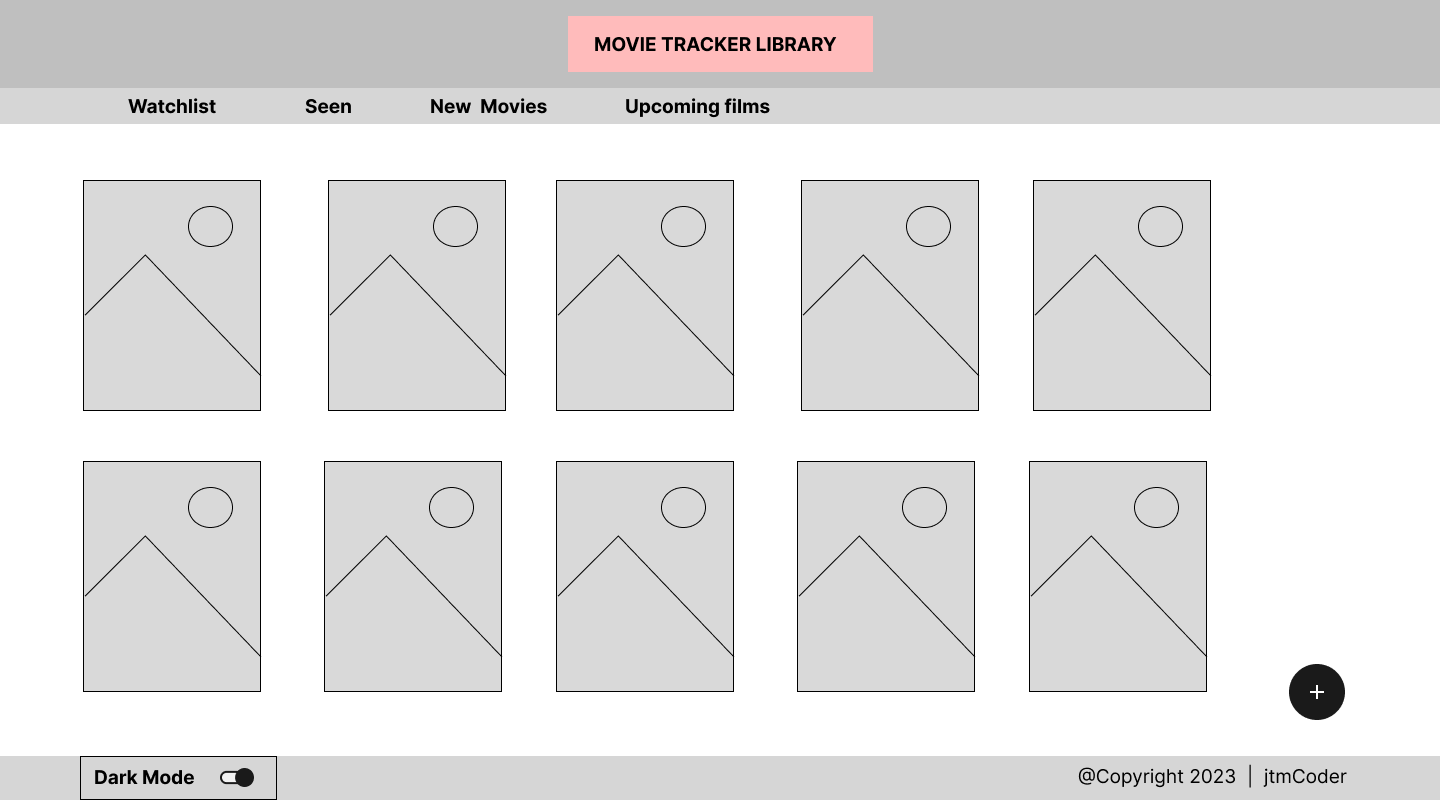 MOVIE TRACKER LIBRARY
Watchlist Seen New Movies Upcoming films
+
Dark Mode @Copyright 2023 | jtmCoder